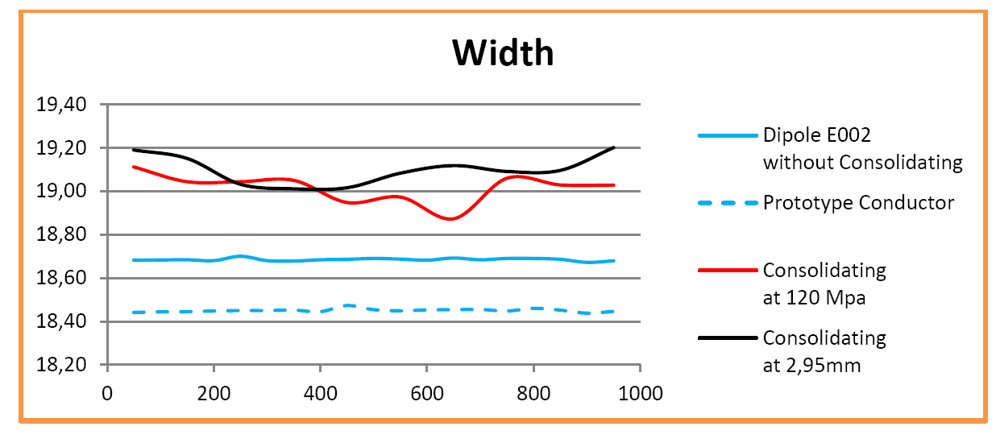 Width
19,40
19,20
19,00
18,80
18,60
18,40
18,20
0 200 400 600 800 1000
Dipole E002
without Consolidating
Prototype Conductor
Consolidating
at 120 Mpa
Consolidating
at 2,95mm